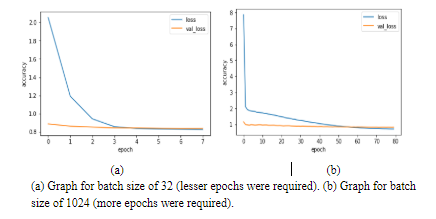 loss
val_loss
2.0
1.8
1.6
1.4
1.2
1.0
0.8
accuracy
0 1 2 3 4 5 6 7
epoch
loss
val_loss
8
7
6
5
4
3
2
1
accuracy
0 10 20 30 40 50 60 70 80
epoch
(a) (b)
(a) Graph for batch size of 32 (lesser epochs were required). (b) Graph for batch
size of 1024 (more epochs were required).